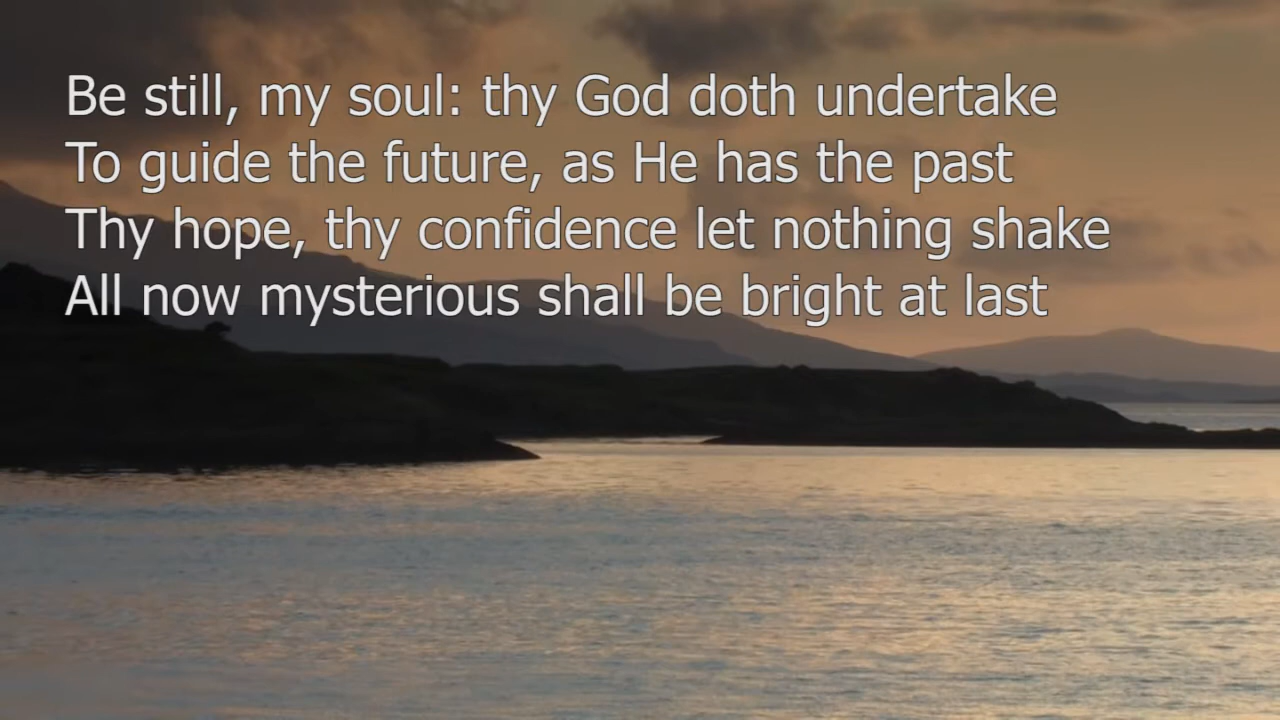 Be still, my soul: thy God doth undertake
To guide the future, as He has the past
Thy hope, thy confidence let nothing shake
All now mysterious shall be bright at last